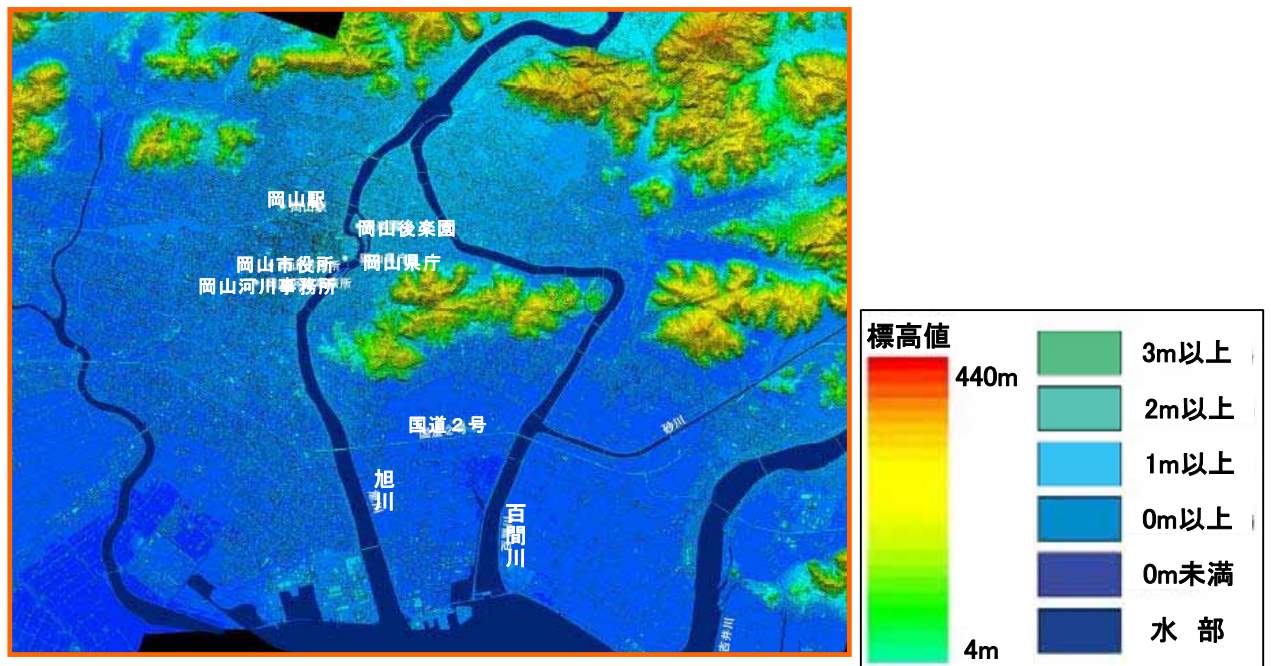 岡山駅
岡山後楽園
岡山市役所
岡山県庁
岡山河川事務所
国道２号
砂川
旭川
百間川
吉井川
標高値
440m
4m
3m以上
2m以上
1m以上
0m以上
0m未満
水 部